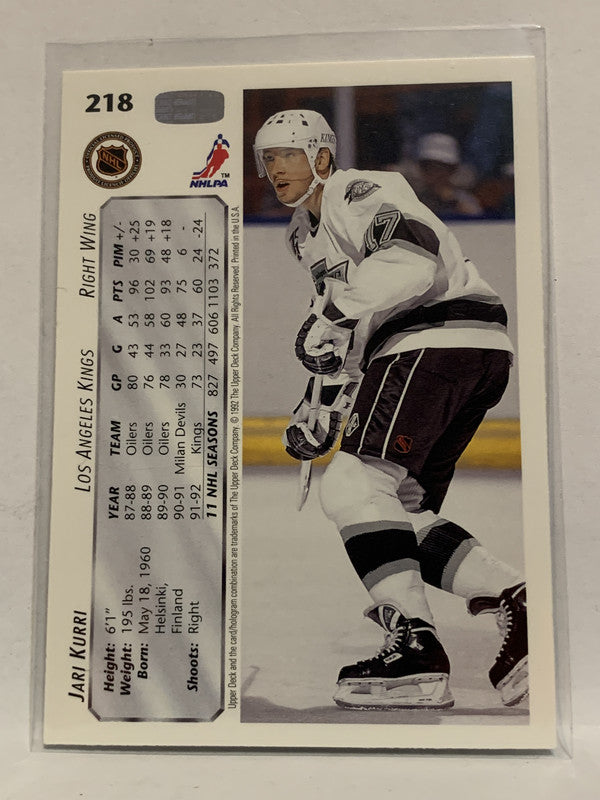 218
NHL
NHLPA
TM
JARI KURRI LOS ANGELES KINGS RIGHT WING
Height: 6'1"
Weight: 195 lbs.
Born: May 18, 1960
Helsinki,
Finland
Shoots: Right
YEAR TEAM GP G A PTS PIM +/-
87-88 Oilers 80 43 53 96 30 +25
88-89 Oilers 76 44 58 102 69 +19
89-90 Oilers 78 33 60 93 48 +18
90-91 Milan Devils 30 27 48 75 6 -
91-92 Kings 73 23 37 60 24 -24
11 NHL SEASONS 827 497 606 1103 372
Upper Deck and the card/hologram combination are trademarks of The Upper Deck Company. © 1992 The Upper Deck Company. All Rights Reserved. Printed in the U.S.A.
KINGS
17
NHL